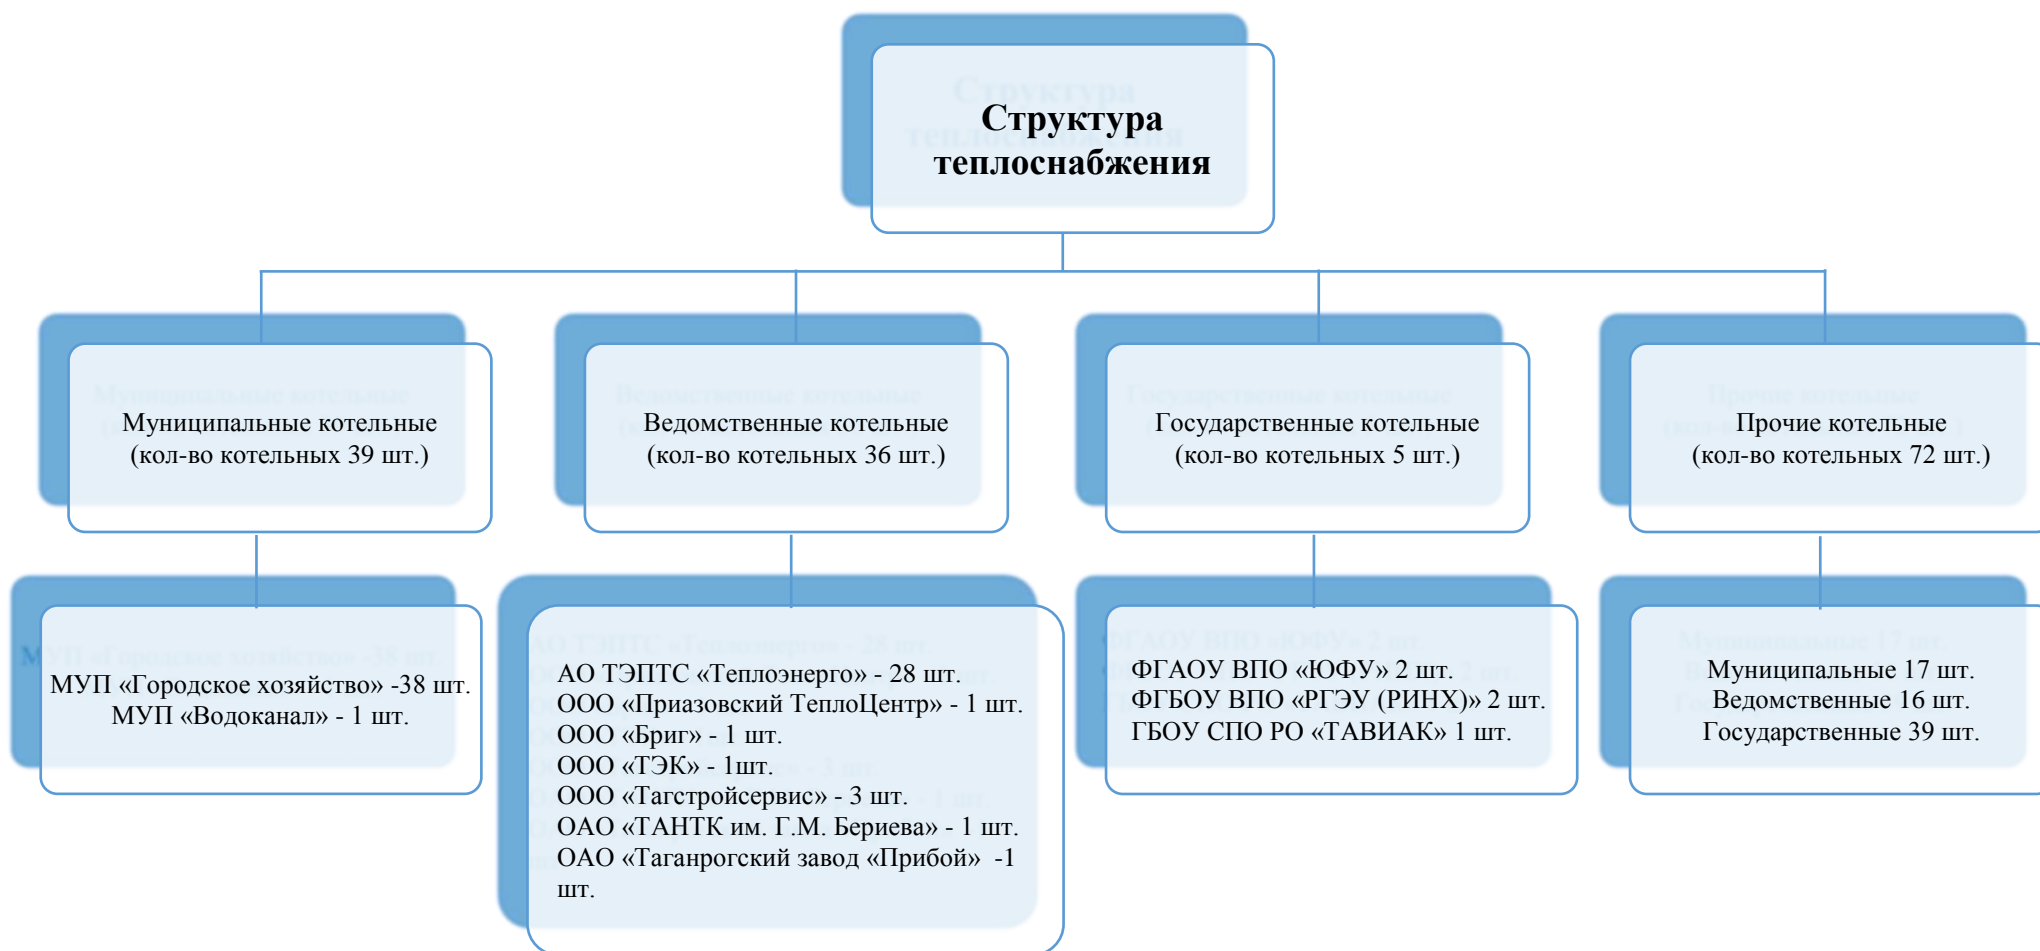 Структура
теплоснабжения
Муниципальные котельные
(кол-во котельных 39 шт.)
Ведомственные котельные
(кол-во котельных 36 шт.)
Государственные котельные
(кол-во котельных 5 шт.)
Прочие котельные
(кол-во котельных 72 шт.)
МУП «Городское хозяйство» -38 шт.
МУП «Водоканал» - 1 шт.
АО ТЭПТС «Теплоэнерго» - 28 шт.
ООО «Приазовский ТеплоЦентр» - 1 шт.
ООО «Бриг» - 1 шт.
ООО «ТЭК» - 1шт.
ООО «Тагстройсервис» - 3 шт.
ОАО «ТАНТК им. Г.М. Бериева» - 1 шт.
ОАО «Таганрогский завод «Прибой» -1
шт.
ФГАОУ ВПО «ЮФУ» 2 шт.
ФГБОУ ВПО «РГЭУ (РИНХ)» 2 шт.
ГБОУ СПО РО «ТАВИАК» 1 шт.
Муниципальные 17 шт.
Ведомственные 16 шт.
Государственные 39 шт.